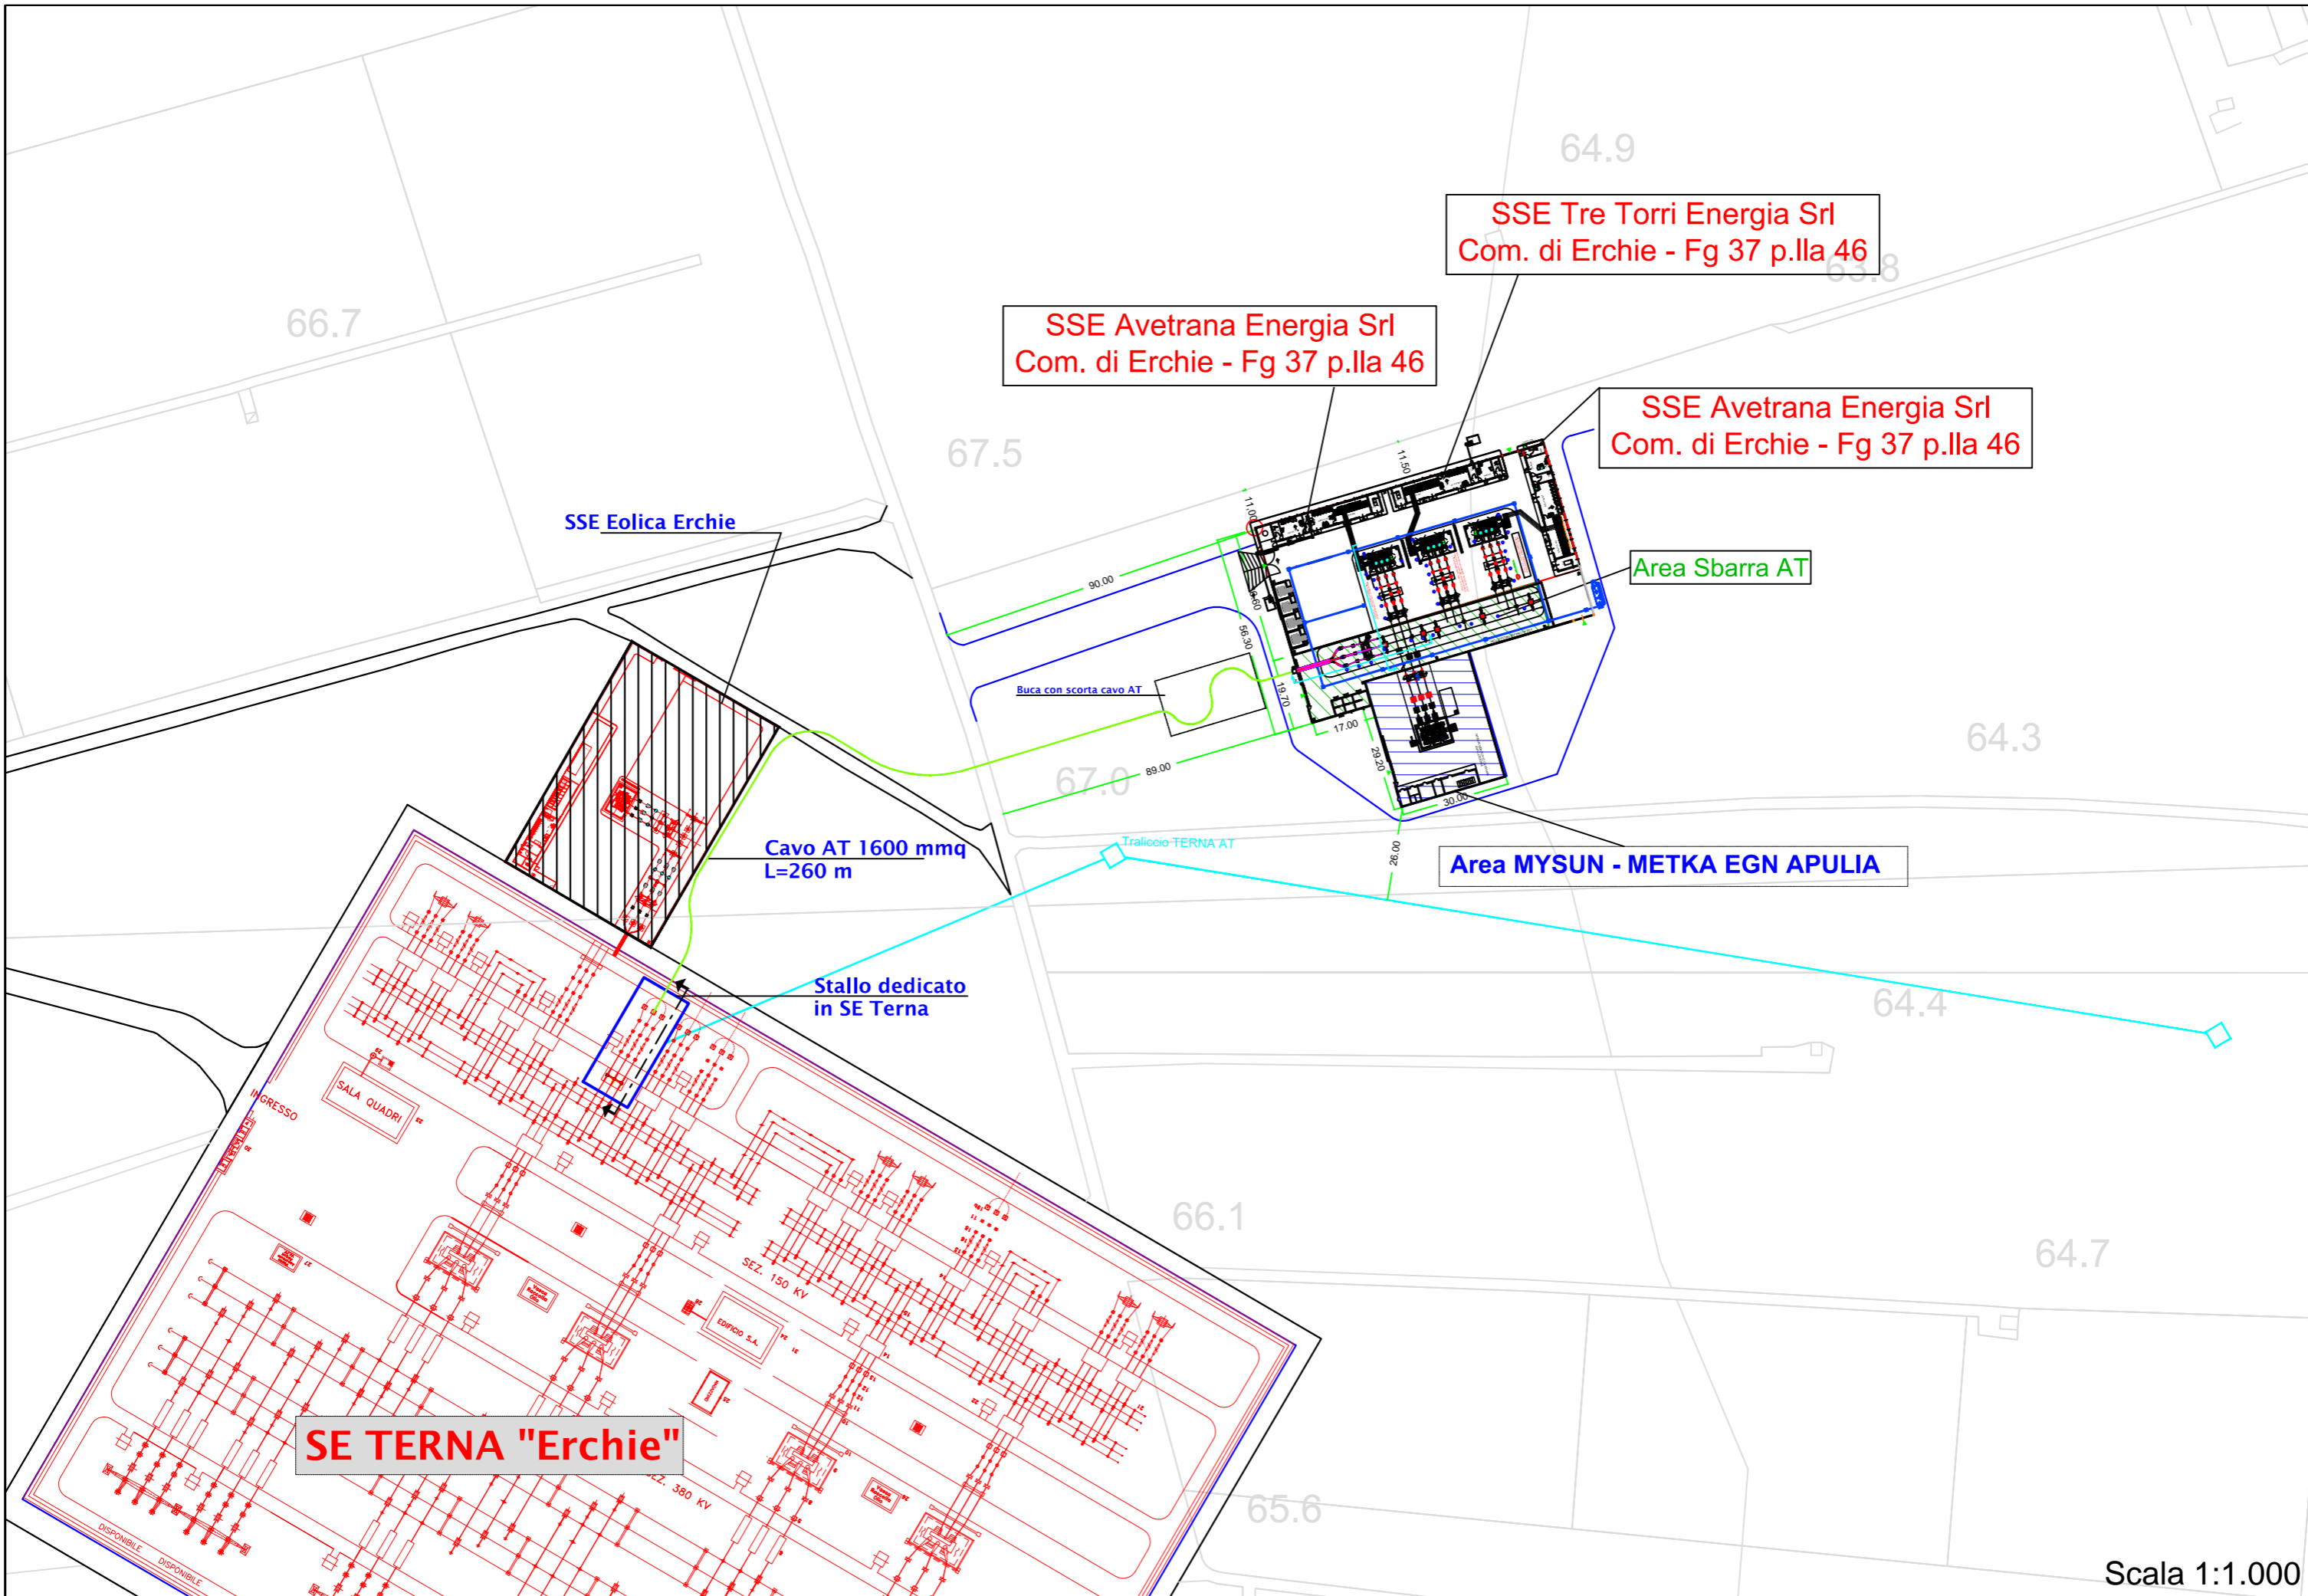 64.9
SSE Tre Torri Energia Srl
Com. di Erchie - Fg 37 p.lla 46
63.8
66.7
SSE Avetrana Energia Srl
Com. di Erchie - Fg 37 p.lla 46
SSE Avetrana Energia Srl
Com. di Erchie - Fg 37 p.lla 46
67.5
11.50
11.00
SSE Eolica Erchie
Area Sbarra AT
90.00
56.30
Buca con scorta cavo AT
19.70
17.00
64.3
29.20
89.00
67.0
30.00
Traliccio TERNA AT
26.00
Cavo AT 1600 mmq
L=260 m
Area MYSUN - METKA EGN APULIA
Stallo dedicato
in SE Terna
64.4
SALA QUADRI
INGRESSO
66.1
64.7
SEZ. 150 KV
EDIFICIO S.A.
SE TERNA "Erchie"
SEZ. 380 KV
65.6
DISPONIBILE
DISPONIBILE
Scala 1:1.000